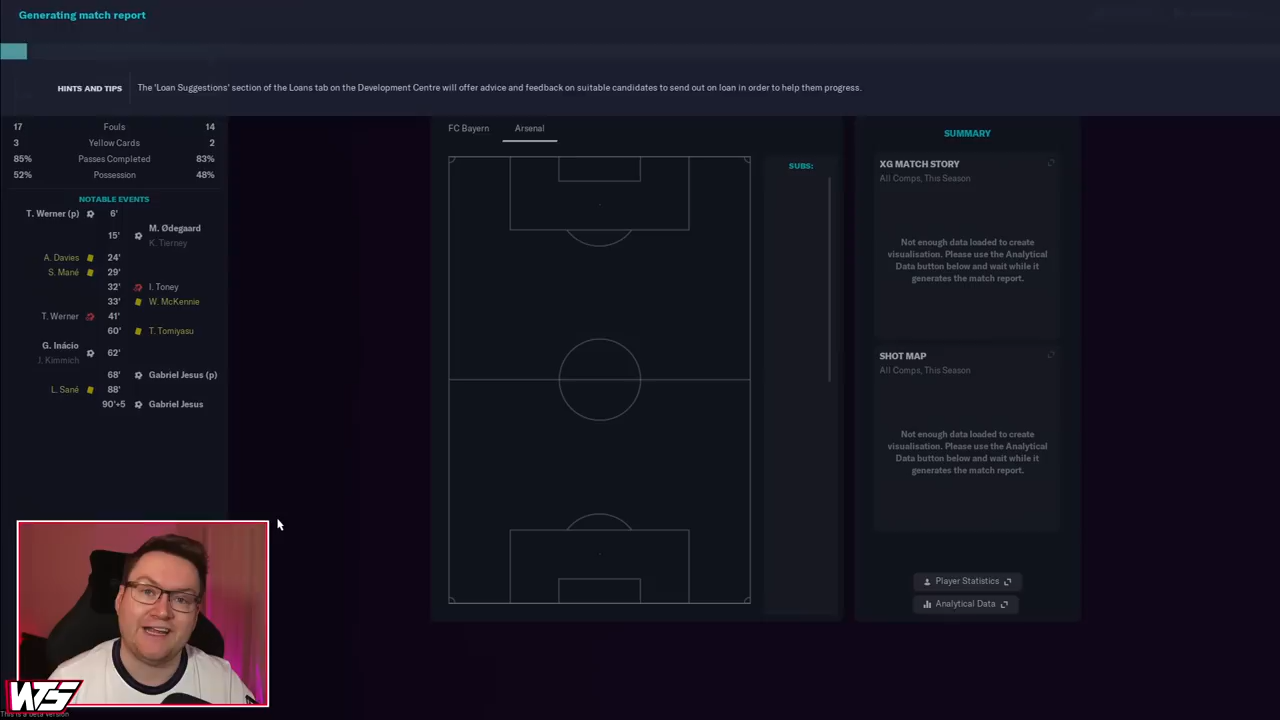 Generating match report
HINTS AND TIPS
The 'Loan Suggestions' section of the Loans tab on the Development Centre will offer advice and feedback on suitable candidates to send out on loan in order to help them progress.
17 Fouls 14
3 Yellow Cards 2
85% Passes Completed 83%
52% Possession 48%
NOTABLE EVENTS
T. Werner (p) 6'
15' M. Ødegaard
K. Tierney
A. Davies 24'
S. Mané 29'
32' I. Toney
33' W. McKennie
T. Werner 41'
60' T. Tomiyasu
G. Inácio 62'
J. Kimmich
68' Gabriel Jesus (p)
L. Sané 88'
90'+5 Gabriel Jesus
FC Bayern Arsenal
SUBS:
SUMMARY
XG MATCH STORY
All Comps, This Season
Not enough data loaded to create
visualisation. Please use the Analytical
Data button below and wait while it
generates the match report.
SHOT MAP
All Comps, This Season
Not enough data loaded to create
visualisation. Please use the Analytical
Data button below and wait while it
generates the match report.
Player Statistics
Analytical Data
WTS
This is a beta version